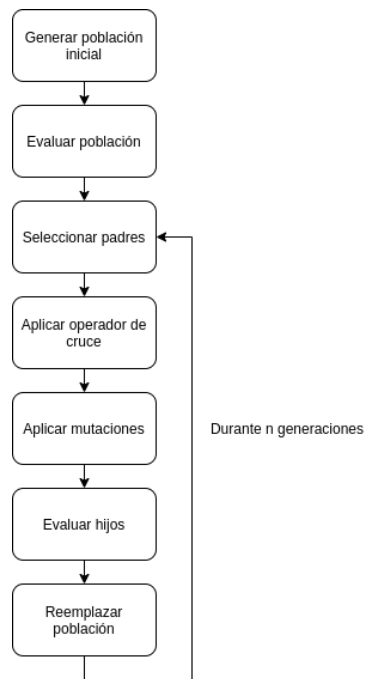 Generar población
inicial
Evaluar población
Seleccionar padres
Aplicar operador de
cruce
Aplicar mutaciones
Durante n generaciones
Evaluar hijos
Reemplazar
población